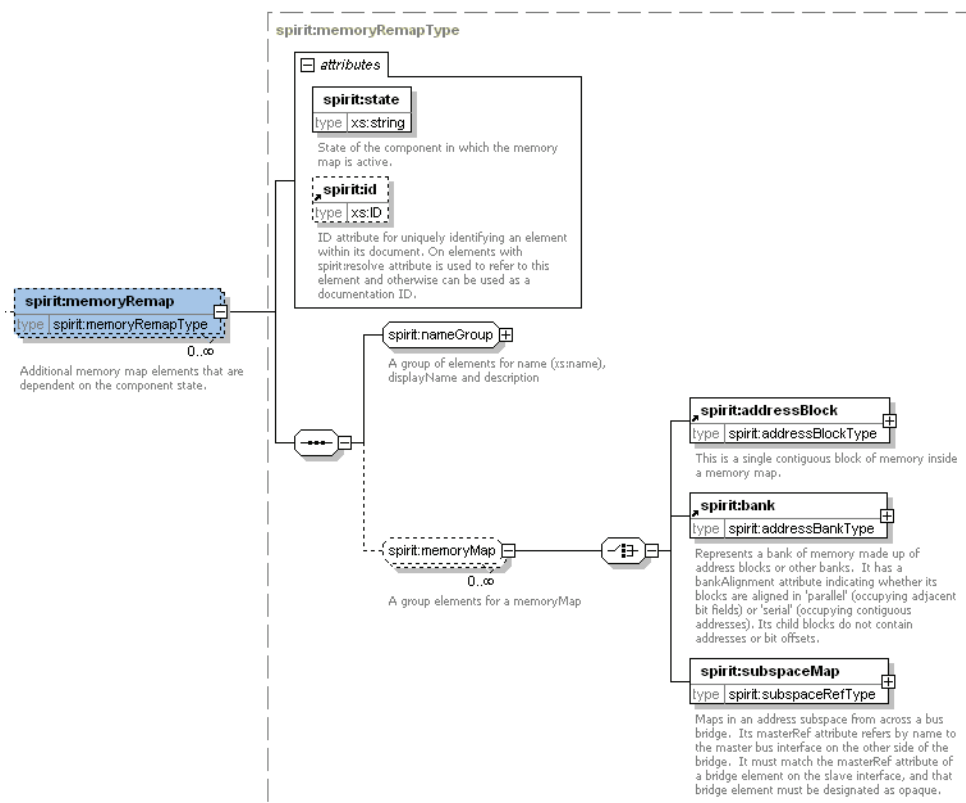 spirit:memoryRemapType
attributes
spirit:state
type xs:string
State of the component in which the memory
map is active.
spirit:id
type xs:ID
ID attribute for uniquely identifying an element
within its document. On elements with
spirit:resolve attribute is used to refer to this
element and otherwise can be used as a
documentation ID.
spirit:memoryRemap
type spirit:memoryRemapType
0..∞
Additional memory map elements that are
dependent on the component state.
spirit:nameGroup
A group of elements for name (xs:name),
displayName and description
spirit:memoryMap
0..∞
A group elements for a memoryMap
spirit:addressBlock
type spirit:addressBlockType
This is a single contiguous block of memory inside
a memory map.
spirit:bank
type spirit:addressBankType
Represents a bank of memory made up of
address blocks or other banks.  It has a
bankAlignment attribute indicating whether its
blocks are aligned in 'parallel' (occupying adjacent
bit fields) or 'serial' (occupying contiguous
addresses). Its child blocks do not contain
addresses or bit offsets.
spirit:subspaceMap
type spirit:subspaceRefType
Maps in an address subspace from across a bus
bridge.  Its masterRef attribute refers by name to
the master bus interface on the other side of the
bridge.  It must match the masterRef attribute of
a bridge element on the slave interface, and that
bridge element must be designated as opaque.